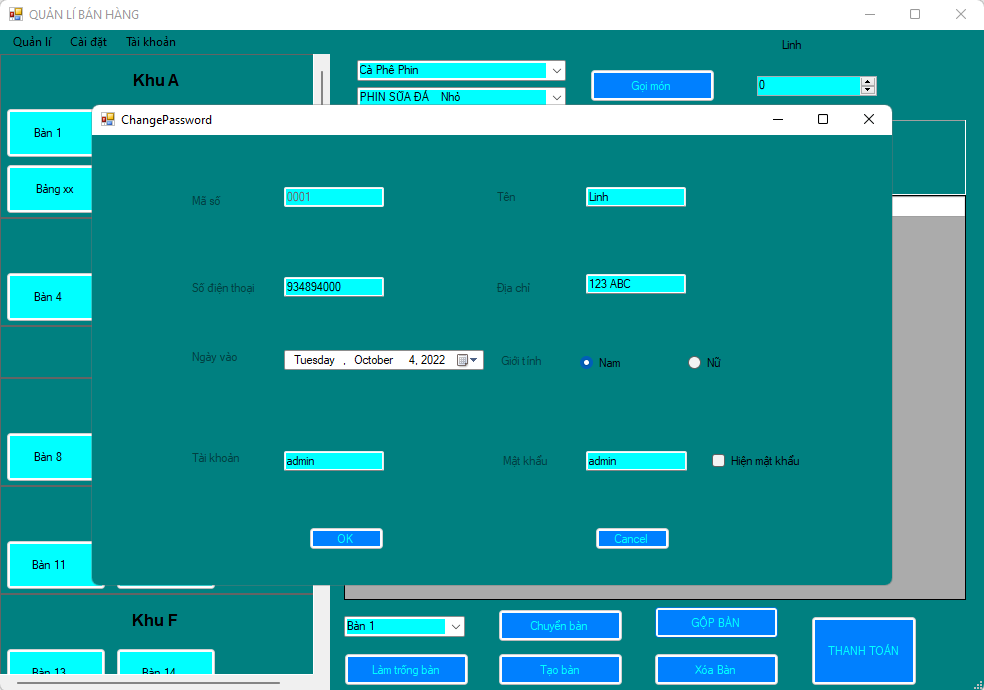 QUẢN LÍ BÁN HÀNG
Quản lí Cài đặt Tài khoản
Linh
Khu A
Cà Phê Phin
Gọi món
0
PHIN SỮA ĐÁ Nhỏ
ChangePassword
Bàn 1
Bảng xx
Mã số 0001 Tên Linh
Số điện thoại 934894000 Địa chỉ 123 ABC
Bàn 4
Ngày vào Tuesday , October 4, 2022 Giới tính Nam Nữ
Bàn 8
Tài khoản admin Mật khẩu admin Hiện mật khẩu
OK Cancel
Bàn 11
Khu F
Bàn 1 Chuyển bàn GỘP BÀN
THANH TOÁN
Bàn 13 Bàn 14 Làm trống bàn Tạo bàn Xóa Bàn